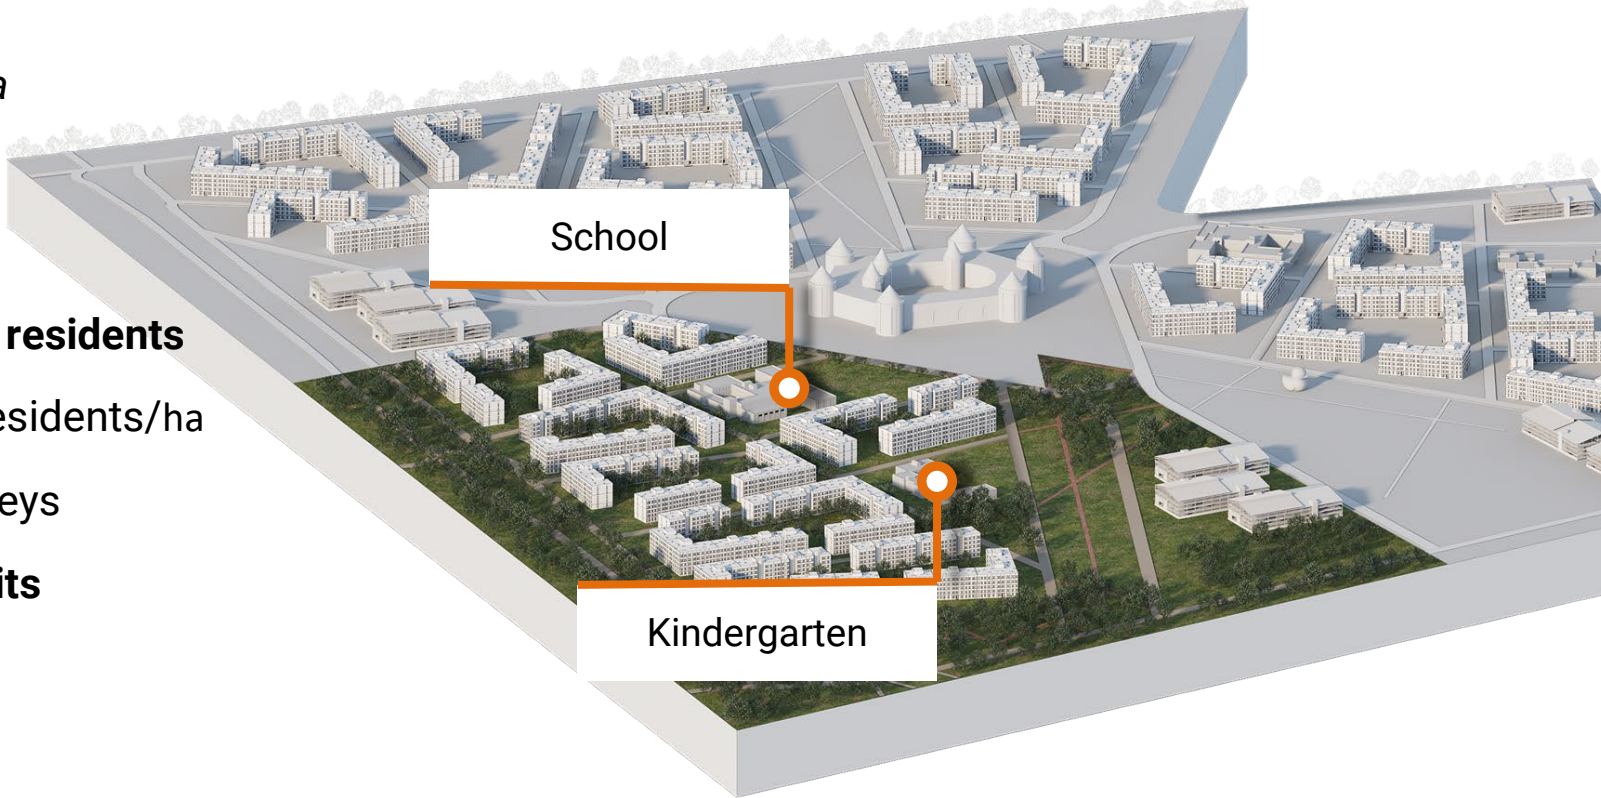 a
School
residents
esidents/ha
eys
its
Kindergarten